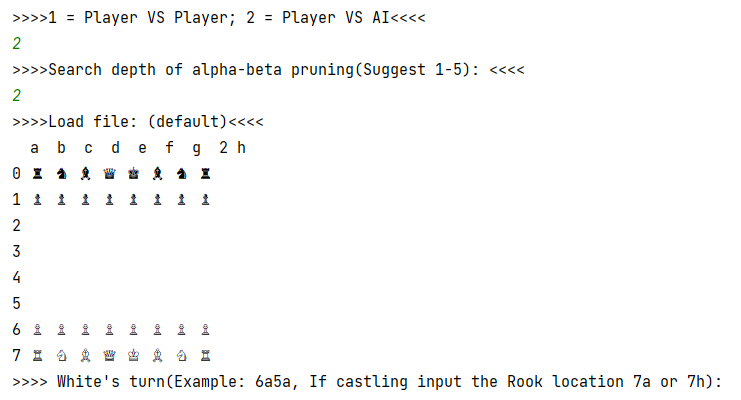 >>>>1 = Player VS Player; 2 = Player VS AI<<<<
2
>>>>Search depth of alpha-beta pruning(Suggest 1-5): <<<<
2
>>>>Load file: (default)<<<<
a b c d e f g 2 h
0 ♜ ♞ ♝ ♛ ♚ ♝ ♞ ♜
1 ♟ ♟ ♟ ♟ ♟ ♟ ♟ ♟
2
3
4
5
6 ♙ ♙ ♙ ♙ ♙ ♙ ♙ ♙
7 ♖ ♘ ♗ ♕ ♔ ♗ ♘ ♖
>>>> White's turn(Example: 6a5a, If castling input the Rook location 7a or 7h):